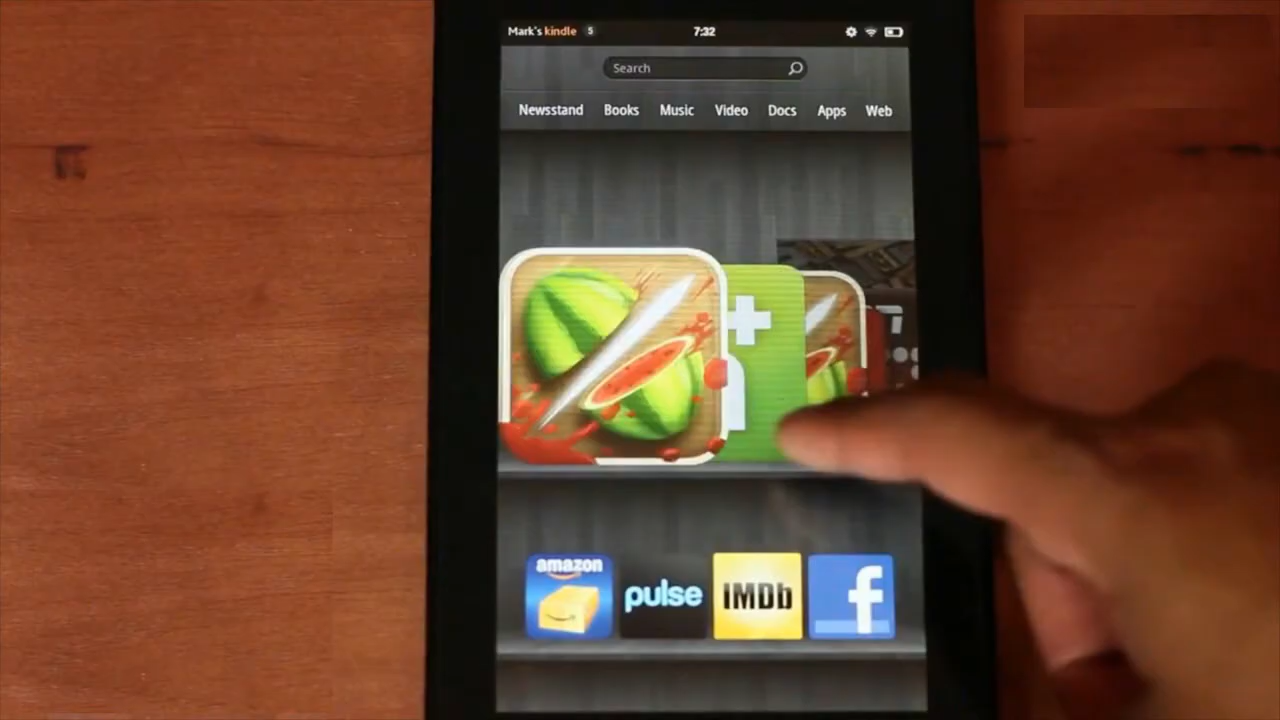 Mark's kindle 5 7:32
Search
Newsstand Books Music Video Docs Apps Web
amazon pulse IMDb f